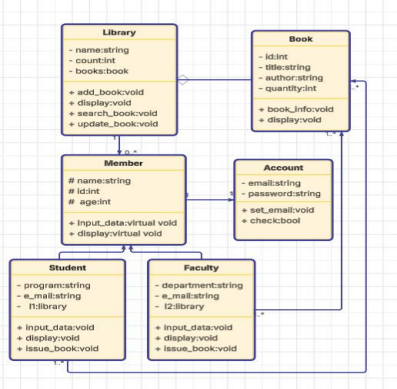 Library
- name:string
- count:int
- books:book
+ add_book:void
+ display:void
+ search_book:void
+ update_book:void
Book
- id:int
- title:string
- author:string
- quantity:int
+ book_info:void
+ display:void
1..*
1..*
1
0..*
Member
# name:string
# id:int
# age:int
+ input_data:virtual void
+ display:virtual void
1
Account
- email:string
- password:string
+ set_email:void
+ check:bool
Student
- program:string
- e_mail:string
- l1:library
+ input_data:void
+ display:void
+ issue_book:void
1..*
Faculty
- department:string
- e_mail:string
- l2:library
+ input_data:void
+ display:void
+ issue_book:void
1..*